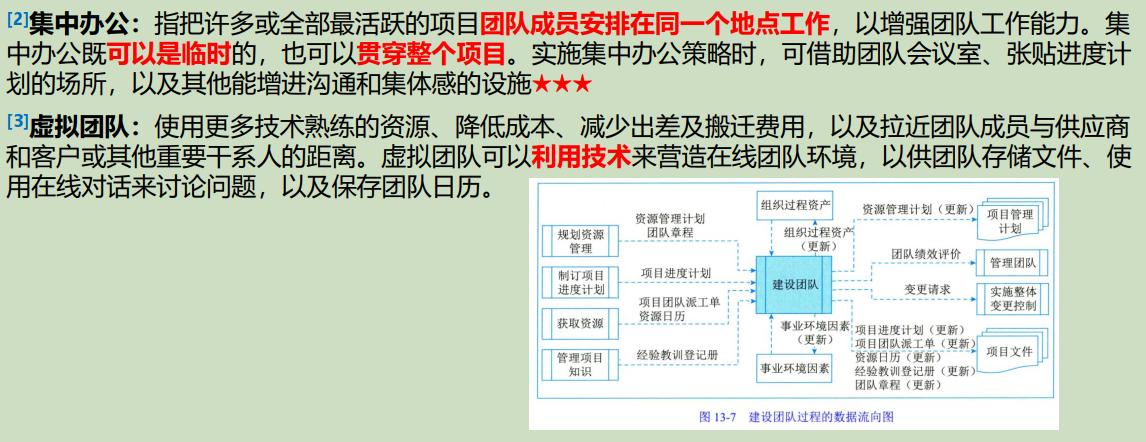 [2]集中办公：指把许多或全部最活跃的项目团队成员安排在同一个地点工作，以增强团队工作能力。集
中办公既可以是临时的，也可以贯穿整个项目。实施集中办公策略时，可借助团队会议室、张贴进度计
划的场所，以及其他能增进沟通和集体感的设施★★★
[3]虚拟团队：使用更多技术熟练的资源、降低成本、减少出差及搬迁费用，以及拉近团队成员与供应商
和客户或其他重要干系人的距离。虚拟团队可以利用技术来营造在线团队环境，以供团队存储文件、使
用在线对话来讨论问题，以及保存团队日历。
规划资源
管理
制订项目
进度计划
获取资源
管理项目
知识
资源管理计划
团队章程
项目进度计划
项目团队派工单
资源日历
经验教训登记册
组织过程资产
组织过程资产
（更新）
建设团队
事业环境因素
（更新）
事业环境因素
资源管理计划（更新）
团队绩效评价
变更请求
项目进度计划（更新）
项目团队派工单（更新）
资源日历（更新）
经验教训登记册（更新）
团队章程（更新）
项目管理
计划
管理团队
实施整体
变更控制
项目文件
图 13-7 建设团队过程的数据流向图